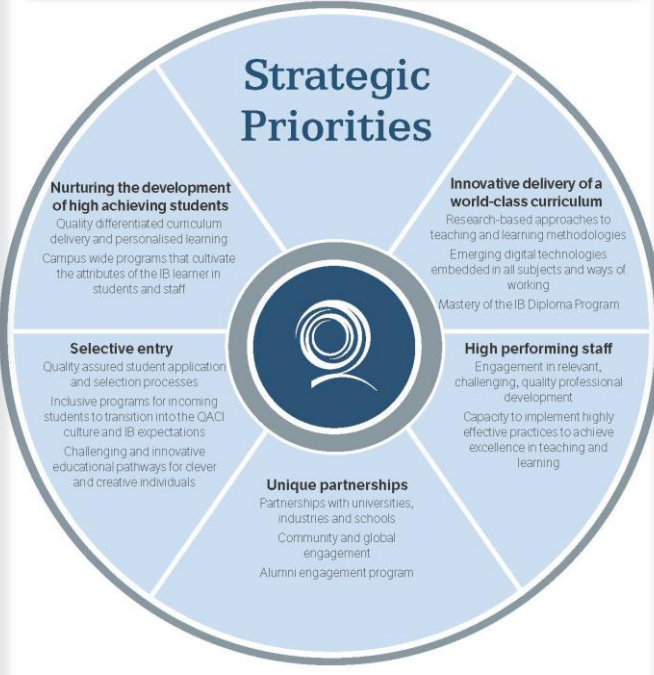 Strategic
Priorities
Nurturing the development
of high achieving students
Quality differentiated curriculum
delivery and personalised learning
Campus wide programs that cultivate
the attributes of the IB learner in
students and staff
Innovative delivery of a
world-class curriculum
Research-based approaches to
teaching and learning methodologies
Emerging digital technologies
embedded in all subjects and ways of
working
Mastery of the IB Diploma Program
Selective entry
Quality assured student application
and selection processes
Inclusive programs for incoming
students to transition into the QACI
culture and IB expectations
Challenging and innovative
educational pathways for clever
and creative individuals
High performing staff
Engagement in relevant,
challenging, quality professional
development
Capacity to implement highly
effective practices to achieve
excellence in teaching and
learning
Unique partnerships
Partnerships with universities,
industries and schools
Community and global
engagement
Alumni engagement program